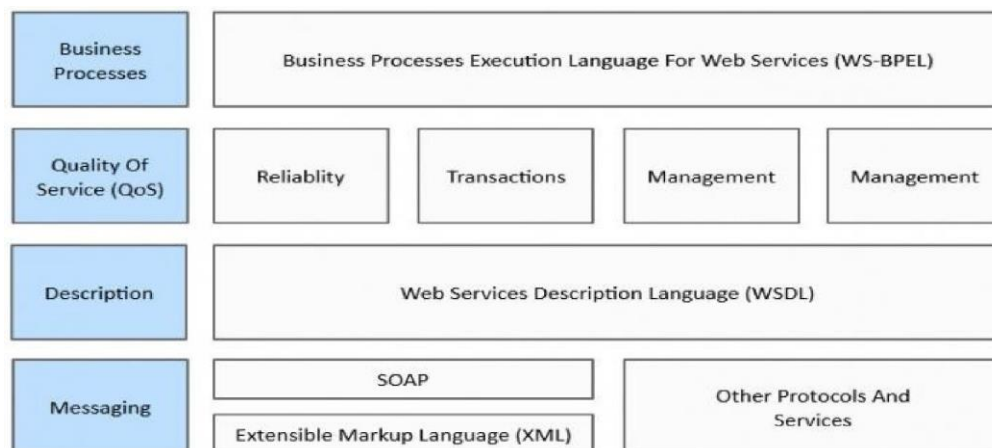 Business
Processes
Business Processes Execution Language For Web Services (WS-BPEL)
Quality Of
Service (QoS)
Reliablity
Transactions
Management
Management
Description
Web Services Description Language (WSDL)
Messaging
SOAP
Extensible Markup Language (XML)
Other Protocols And
Services